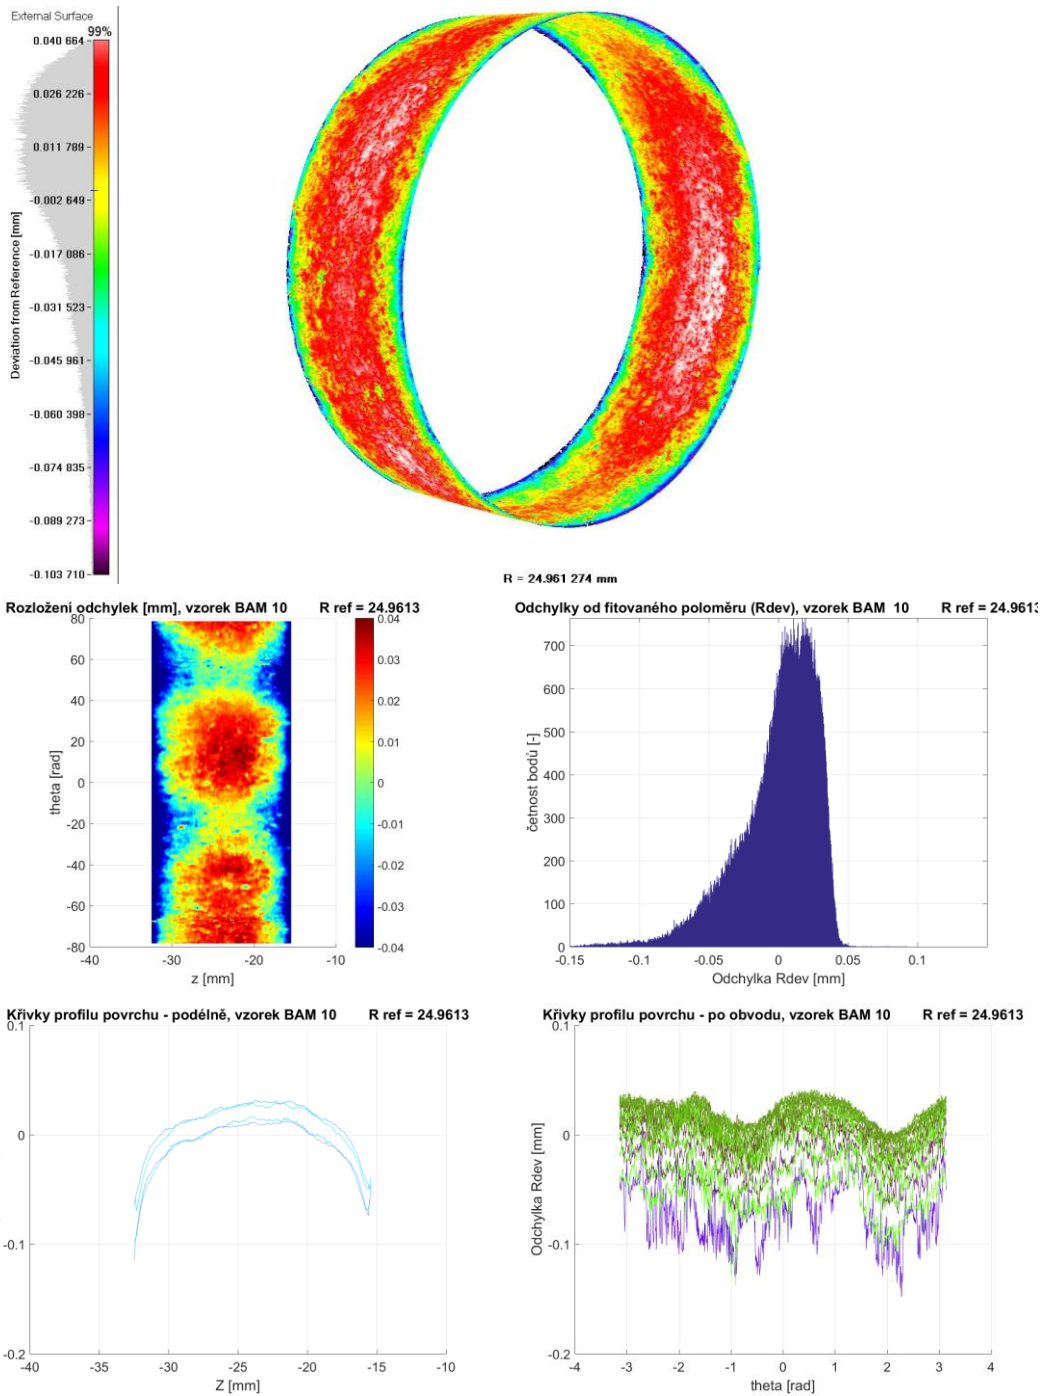 External Surface
99%
0.040 664
0.026 226
0.011 789
-0.002 649
-0.017 086
-0.031 523
-0.045 961
-0.060 398
-0.074 835
-0.089 273
-0.103 710
Deviation from Reference [mm]
R = 24.961 274 mm
Rozložení odchylek [mm], vzorek BAM 10 R ref = 24.9613
80
60
40
20
0
-20
-40
-60
-80
theta [rad]
-40 -30 -20 -10
z [mm]
0.04
0.03
0.02
0.01
0
-0.01
-0.02
-0.03
-0.04
Odchylky od fitovaného poloměru (Rdev), vzorek BAM 10 R ref = 24.9613
700
600
500
400
300
200
100
0
četnost bodů [-]
-0.15 -0.1 -0.05 0 0.05 0.1
Odchylka Rdev [mm]
Křivky profilu povrchu - podélně, vzorek BAM 10 R ref = 24.9613
0.1
0
-0.1
-0.2
-40 -35 -30 -25 -20 -15 -10
Z [mm]
Křivky profilu povrchu - po obvodu, vzorek BAM 10 R ref = 24.9613
0.1
0
-0.1
-0.2
Odchylka Rdev [mm]
-4 -3 -2 -1 0 1 2 3 4
theta [rad]